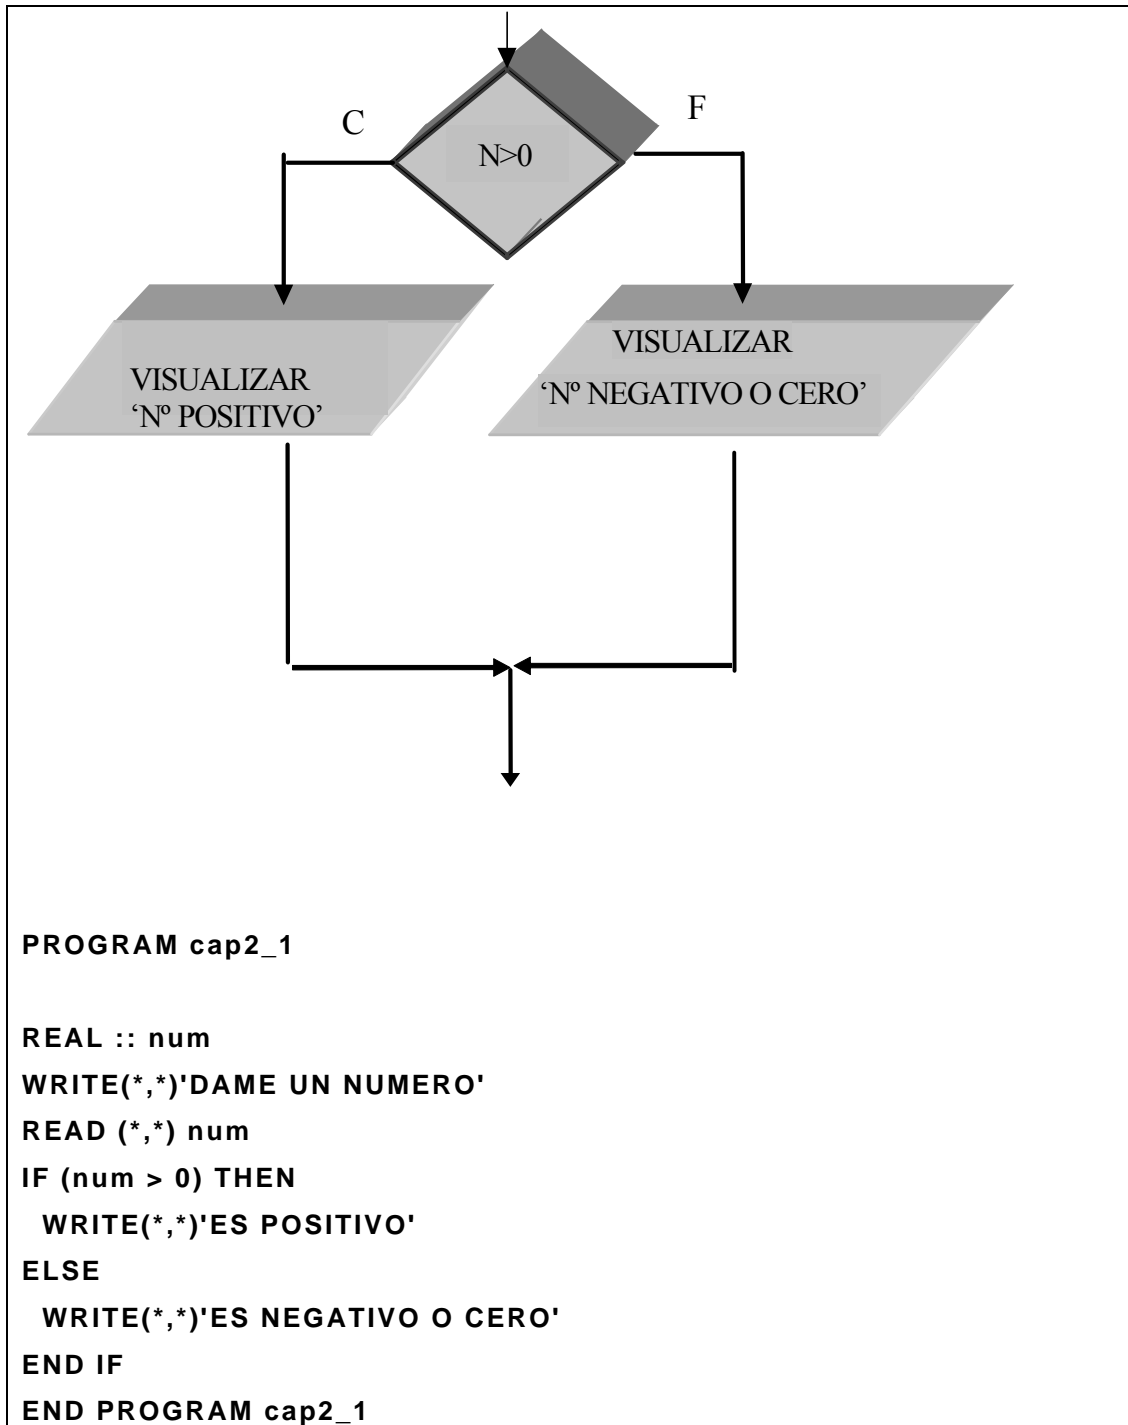 C
F
N>0
VISUALIZAR
‘Nº POSITIVO’
VISUALIZAR
‘Nº NEGATIVO O CERO’
PROGRAM cap2_1
REAL :: num
WRITE(*,*)'DAME UN NUMERO'
READ (*,*) num
IF (num > 0) THEN
WRITE(*,*)'ES POSITIVO'
ELSE
WRITE(*,*)'ES NEGATIVO O CERO'
END IF
END PROGRAM cap2_1